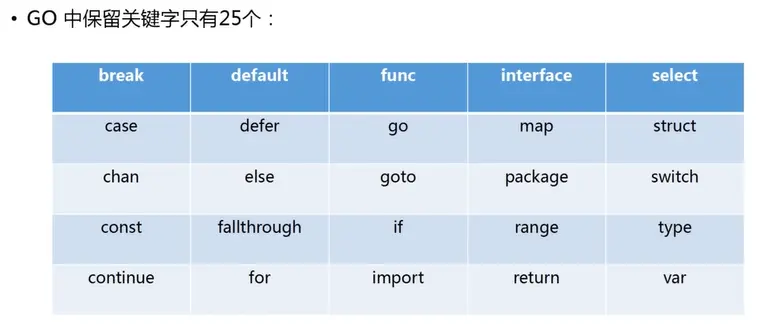 • GO 中保留关键字只有25个：
break default func interface select
case defer go map struct
chan else goto package switch
const fallthrough if range type
continue for import return var